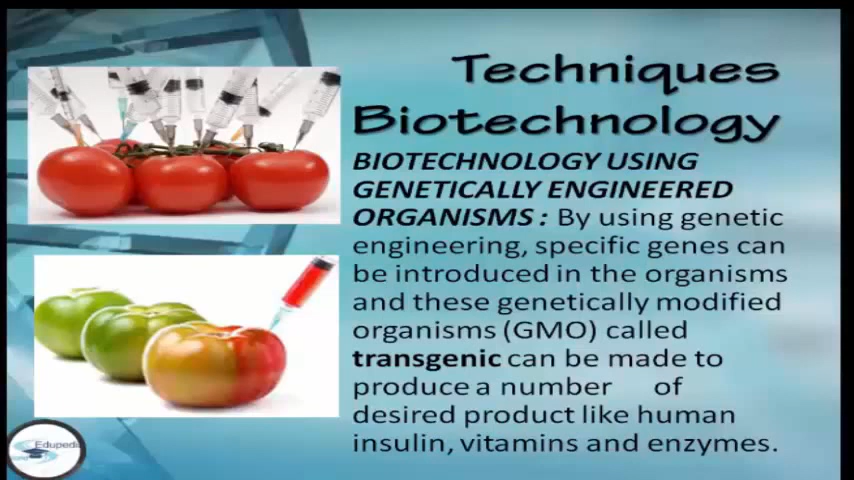 Techniques
Biotechnology
BIOTECHNOLOGY USING
GENETICALLY ENGINEERED
ORGANISMS : By using genetic
engineering, specific genes can
be introduced in the organisms
and these genetically modified
organisms (GMO) called
transgenic can be made to
produce a number of
desired product like human
insulin, vitamins and enzymes.